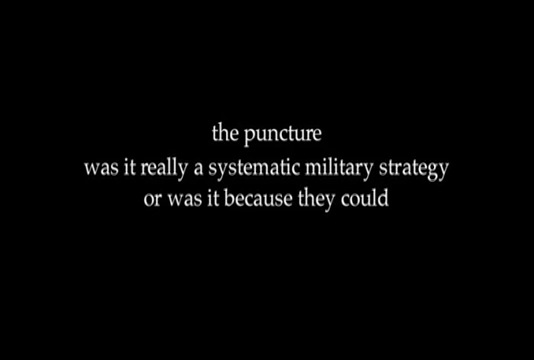 the puncture
was it really a systematic military strategy
or was it because they could